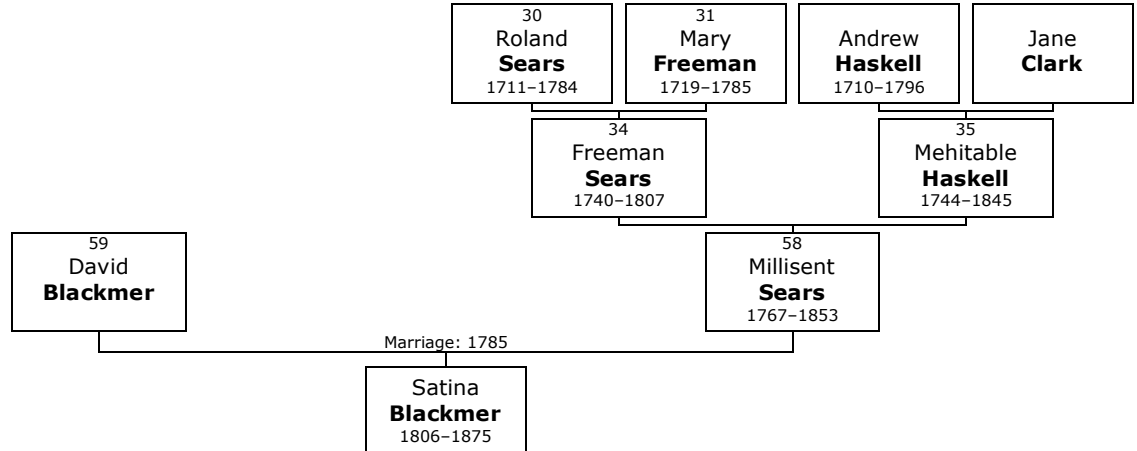 30
Roland
Sears
1711–1784
31
Mary
Freeman
1719–1785
Andrew
Haskell
1710–1796
Jane
Clark
34
Freeman
Sears
1740–1807
35
Mehitable
Haskell
1744–1845
59
David
Blackmer
58
Millisent
Sears
1767–1853
Marriage: 1785
Satina
Blackmer
1806–1875